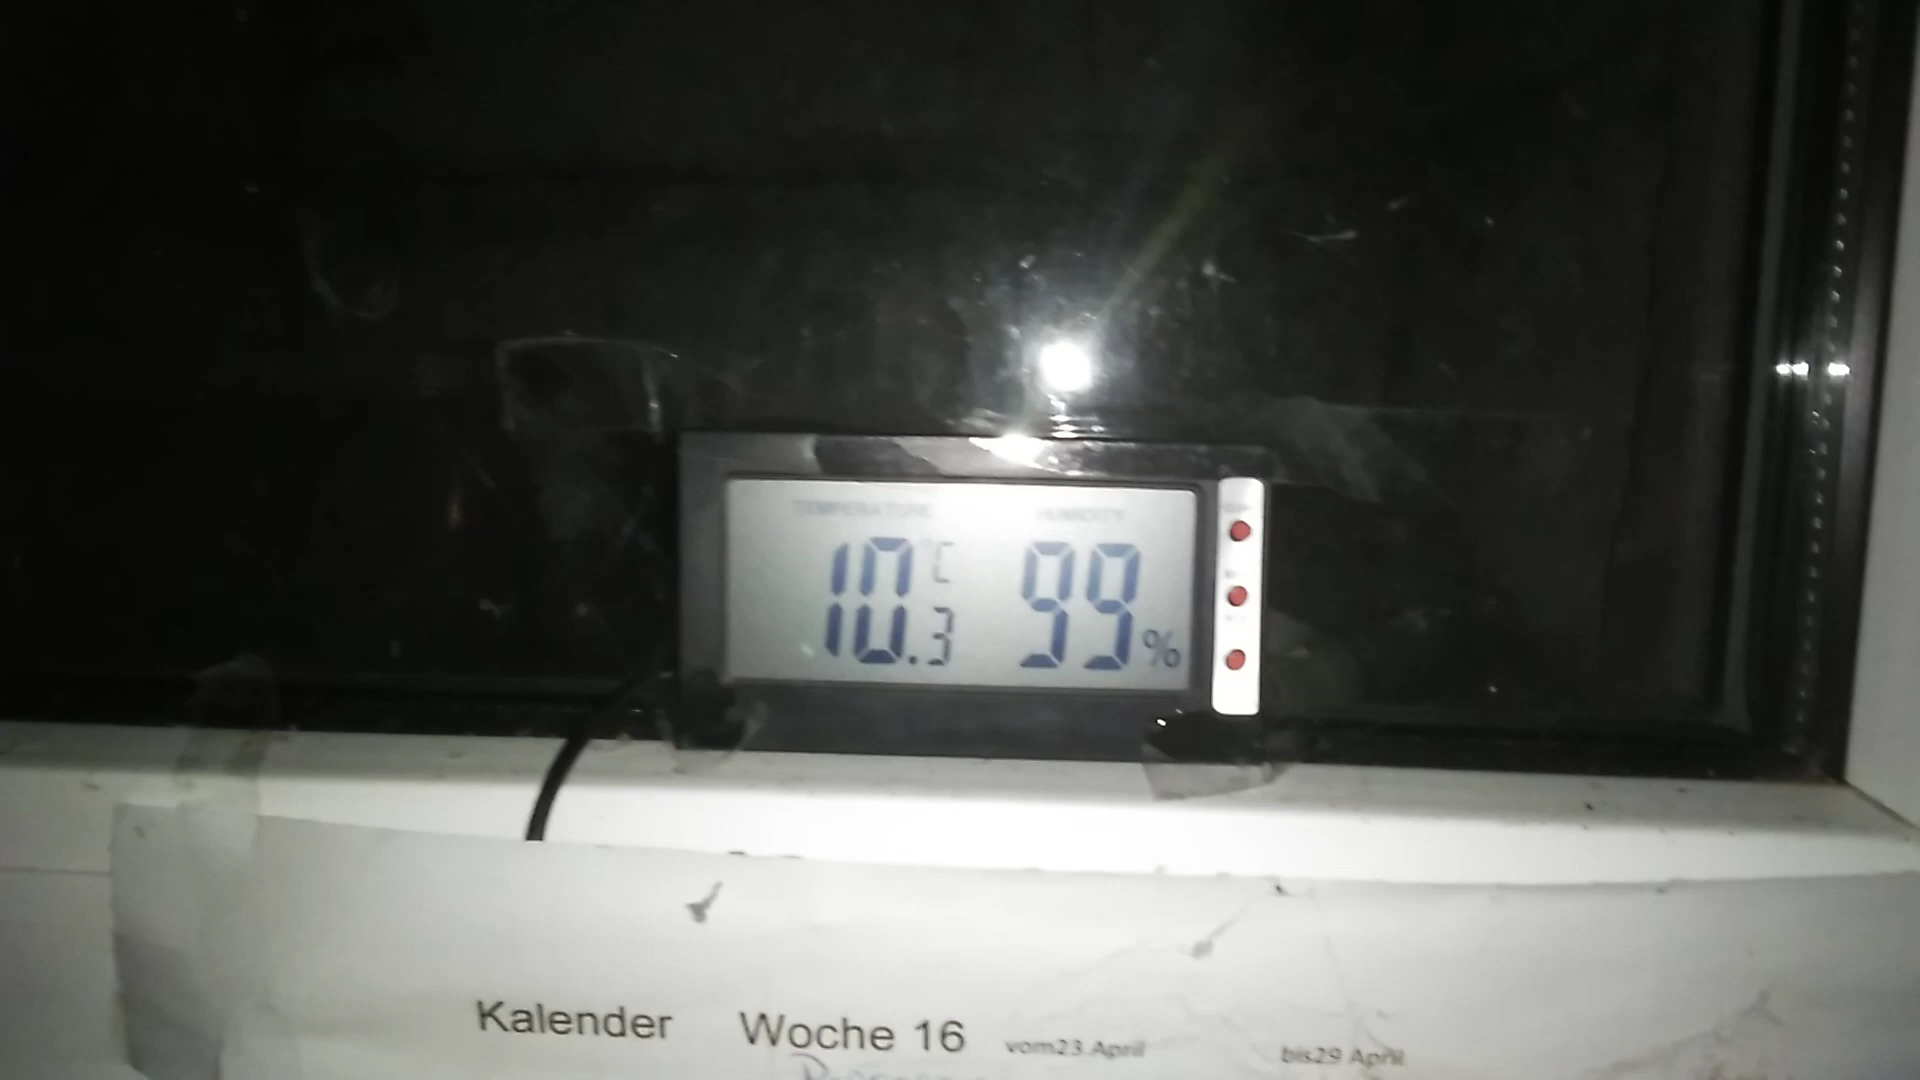 TEMPERATURE HUMIDITY
10.3 °C 99 %
Kalender Woche 16 vom23.April bis29 April